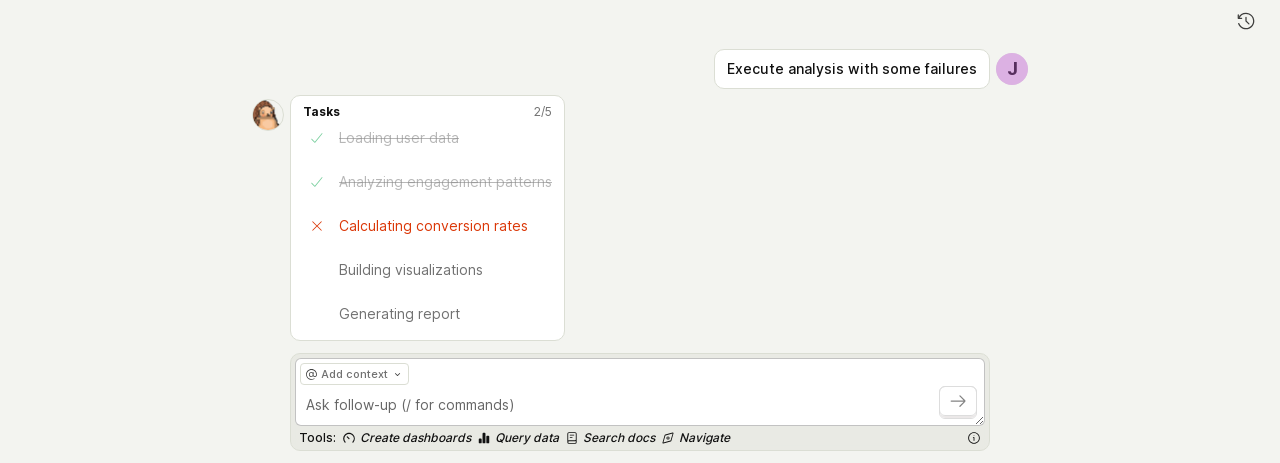 Execute analysis with some failures
J
Tasks 2/5
Loading user data
Analyzing engagement patterns
Calculating conversion rates
Building visualizations
Generating report
@ Add context
Ask follow-up (/ for commands)
Tools: Create dashboards Query data Search docs Navigate